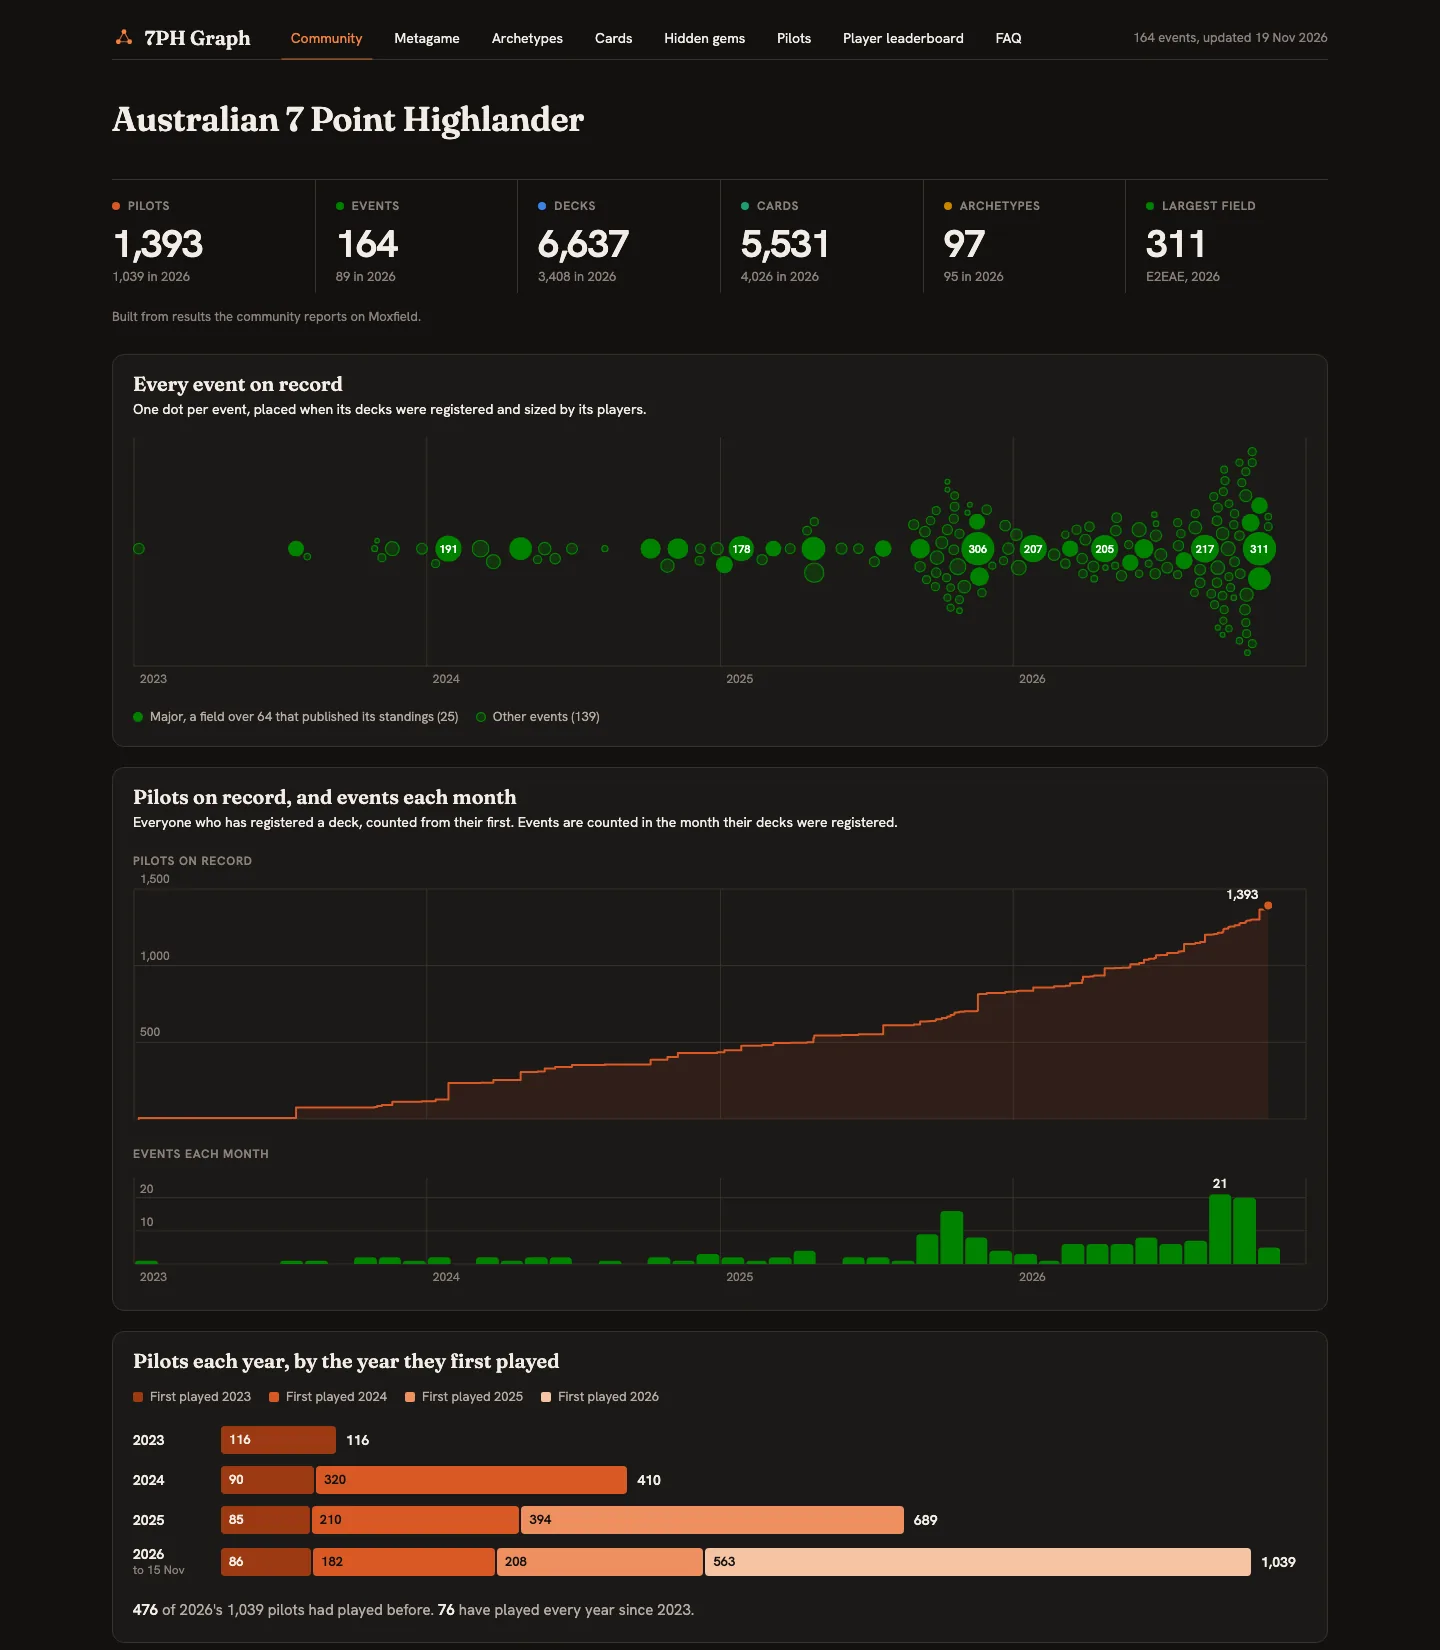 7PH Graph
Community
Metagame
Archetypes
Cards
Hidden gems
Pilots
Player leaderboard
FAQ
164 events, updated 19 Nov 2026
Australian 7 Point Highlander
PILOTS
1,393
1,039 in 2026
EVENTS
164
89 in 2026
DECKS
6,637
3,408 in 2026
CARDS
5,531
4,026 in 2026
ARCHETYPES
97
95 in 2026
LARGEST FIELD
311
E2EAE, 2026
Built from results the community reports on Moxfield.
Every event on record
One dot per event, placed when its decks were registered and sized by its players.
191
178
306
207
205
217
311
2023
2024
2025
2026
Major, a field over 64 that published its standings (25)
Other events (139)
Pilots on record, and events each month
Everyone who has registered a deck, counted from their first. Events are counted in the month their decks were registered.
PILOTS ON RECORD
1,500
1,393
1,000
500
EVENTS EACH MONTH
21
20
10
2023
2024
2025
2026
Pilots each year, by the year they first played
First played 2023
First played 2024
First played 2025
First played 2026
2023
116
116
2024
90
320
410
2025
85
210
394
689
2026
to 15 Nov
86
182
208
563
1,039
476 of 2026's 1,039 pilots had played before. 76 have played every year since 2023.